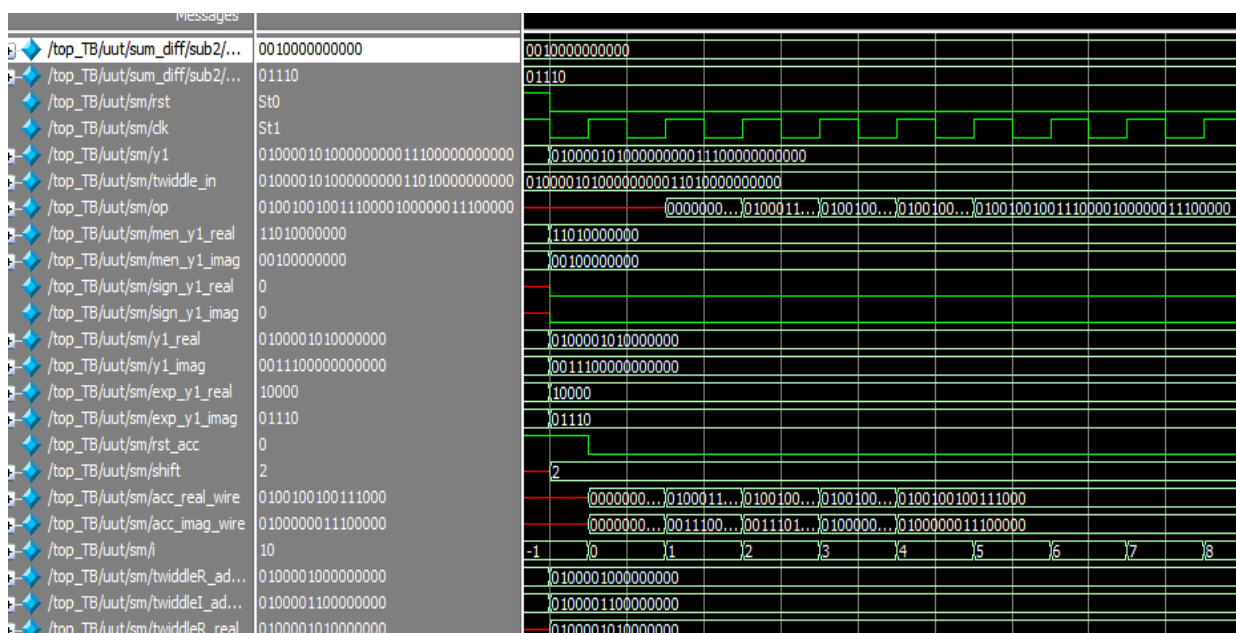 Messages
/top_TB/uut/sum_diff/sub2/... 0010000000000 0010000000000
/top_TB/uut/sum_diff/sub2/... 01110 01110
/top_TB/uut/sm/rst St0
/top_TB/uut/sm/clk St1
/top_TB/uut/sm/y1 01000010100000000011100000000000 01000010100000000011100000000000
/top_TB/uut/sm/twiddle_in 01000010100000000011010000000000 01000010100000000011010000000000
/top_TB/uut/sm/op 01001001001110000100000011100000 0000000... 0100011... 0100100... 0100100... 01001001001110000100000011100000
/top_TB/uut/sm/men_y1_real 11010000000 11010000000
/top_TB/uut/sm/men_y1_imag 00100000000 00100000000
/top_TB/uut/sm/sign_y1_real 0
/top_TB/uut/sm/sign_y1_imag 0
/top_TB/uut/sm/y1_real 0100001010000000 0100001010000000
/top_TB/uut/sm/y1_imag 0011100000000000 0011100000000000
/top_TB/uut/sm/exp_y1_real 10000 10000
/top_TB/uut/sm/exp_y1_imag 01110 01110
/top_TB/uut/sm/rst_acc 0
/top_TB/uut/sm/shift 2 2
/top_TB/uut/sm/acc_real_wire 0100100100111000 0000000... 0100011... 0100100... 0100100... 0100100100111000
/top_TB/uut/sm/acc_imag_wire 0100000011100000 0000000... 0011100... 0011101... 0100000... 0100000011100000
/top_TB/uut/sm/i 10 -1 0 1 2 3 4 5 6 7 8
/top_TB/uut/sm/twiddleR_ad... 0100001000000000 0100001000000000
/top_TB/uut/sm/twiddleI_ad... 0100001100000000 0100001100000000
/top_TB/uut/sm/twiddleR_real 0100001010000000 0100001010000000